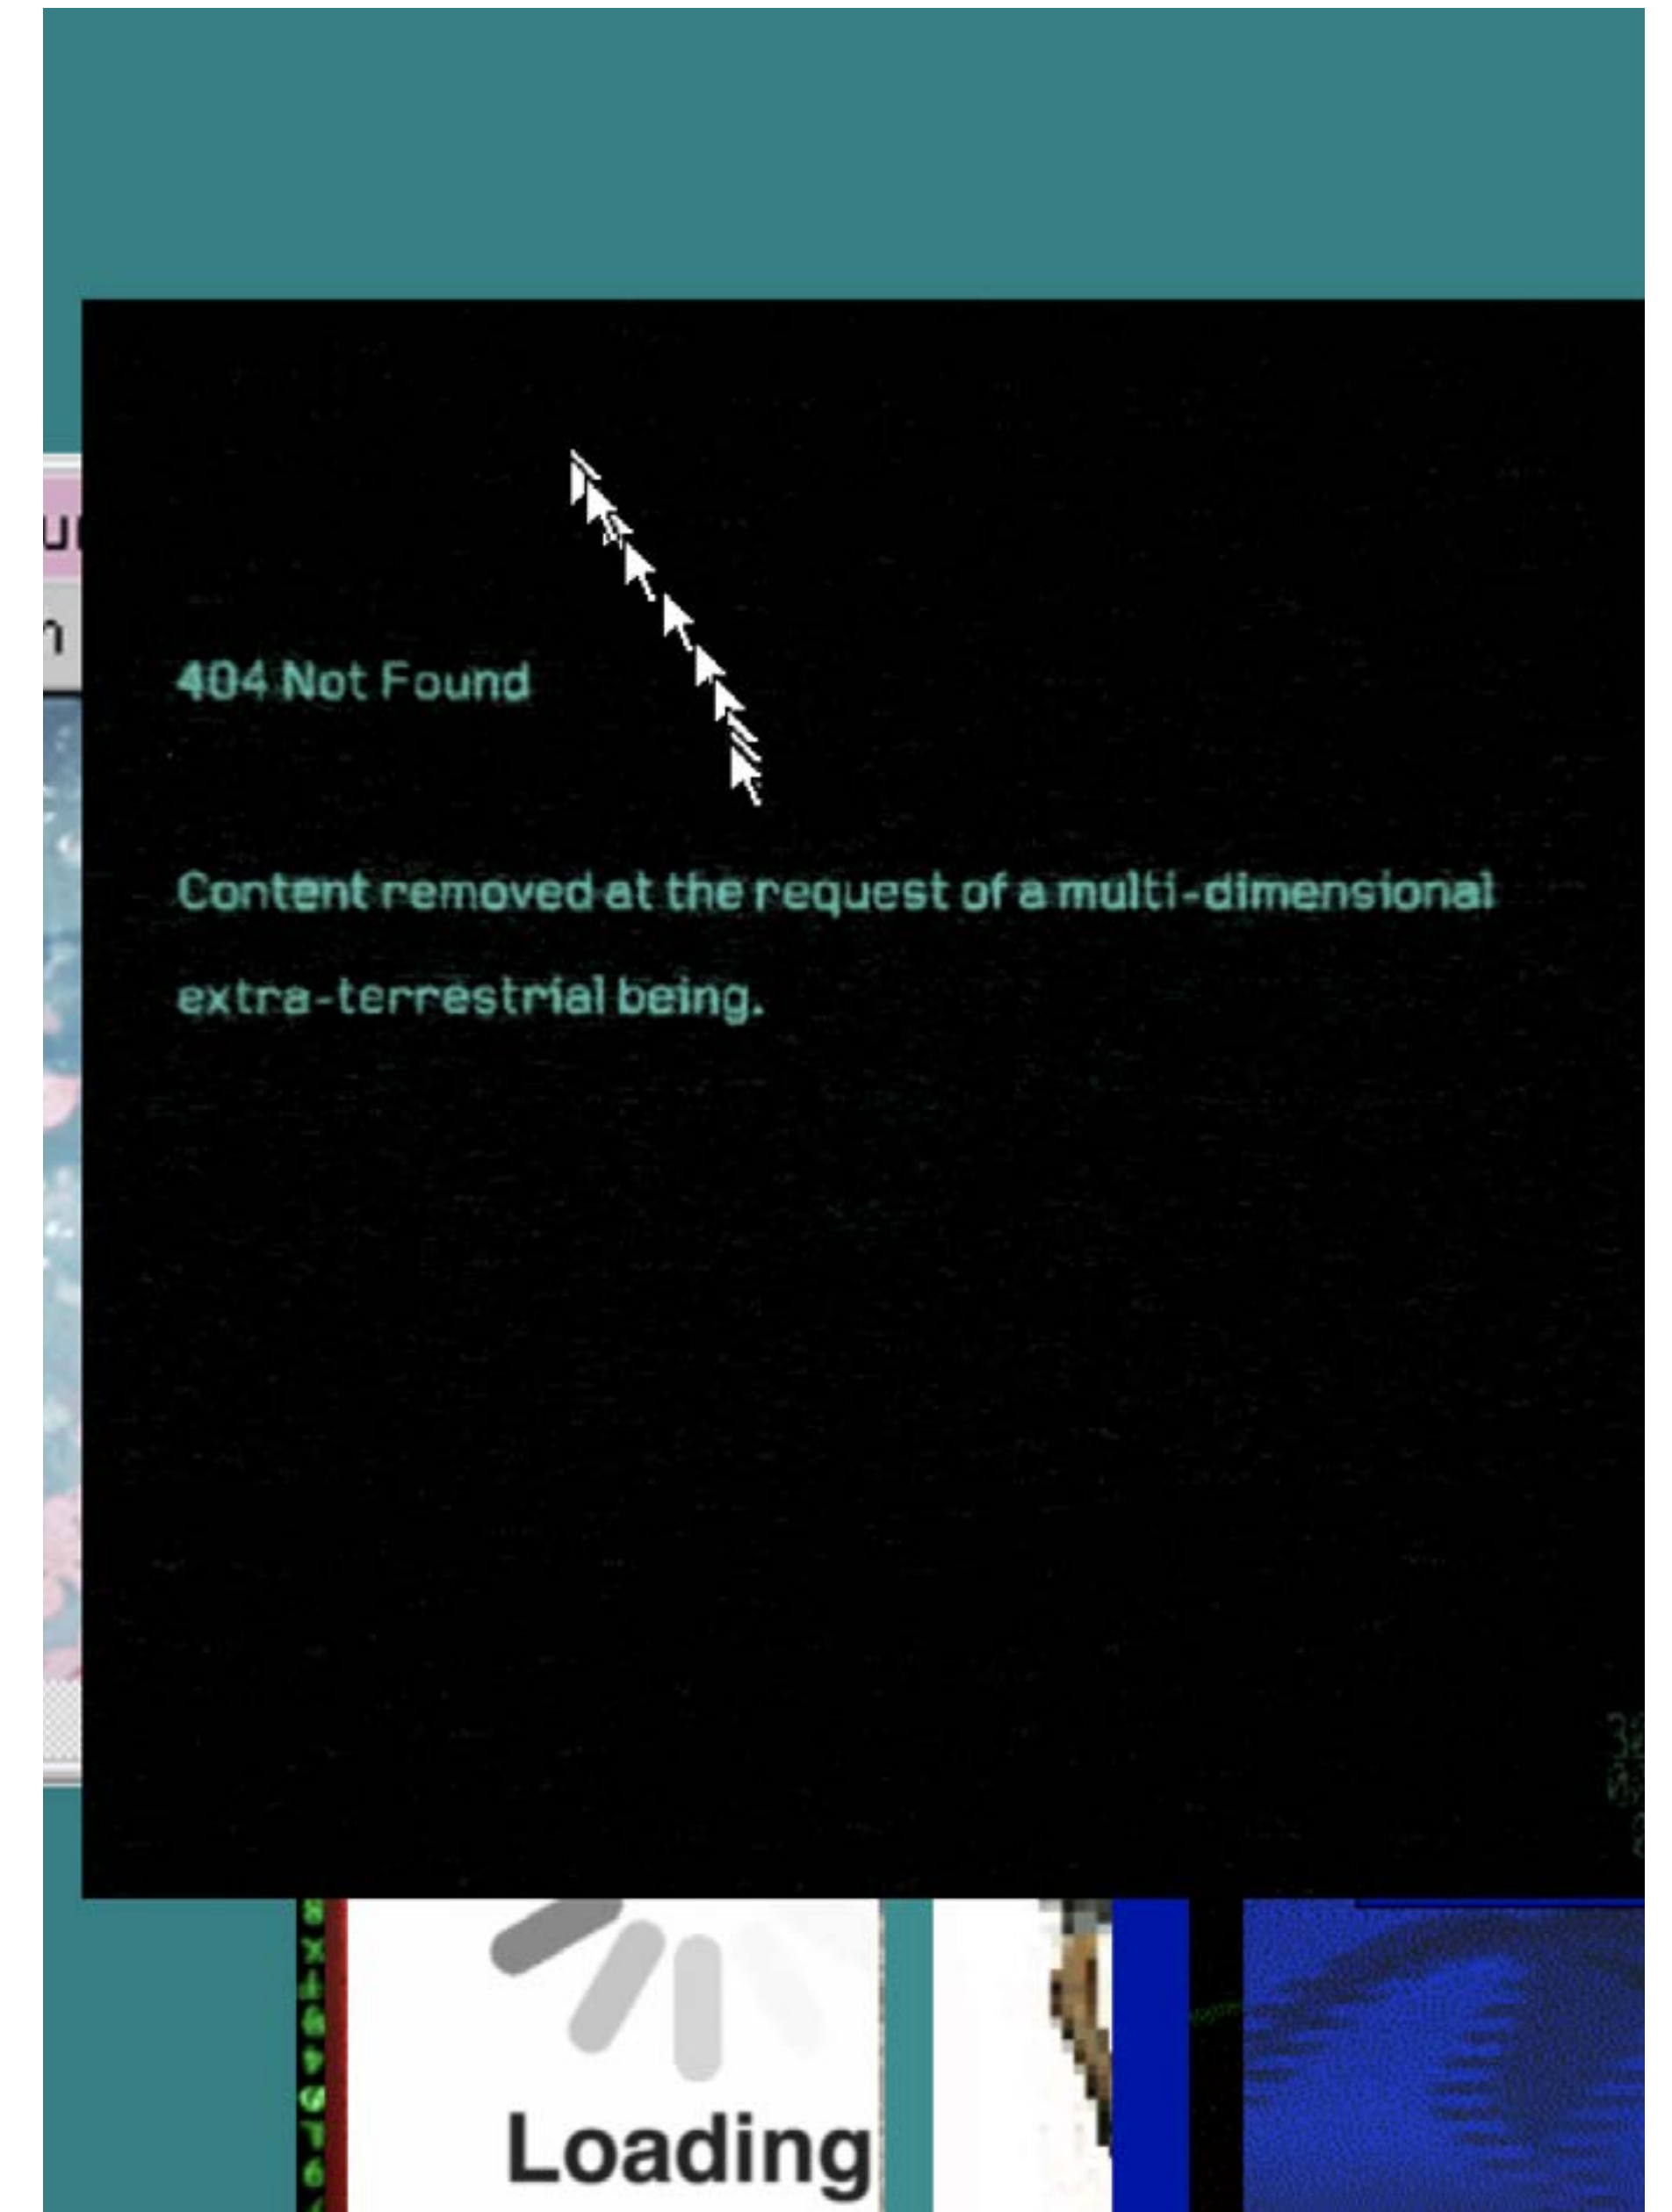 404 Not Found
Content removed at the request of a multi-dimensional
extra-terrestrial being.
Loading